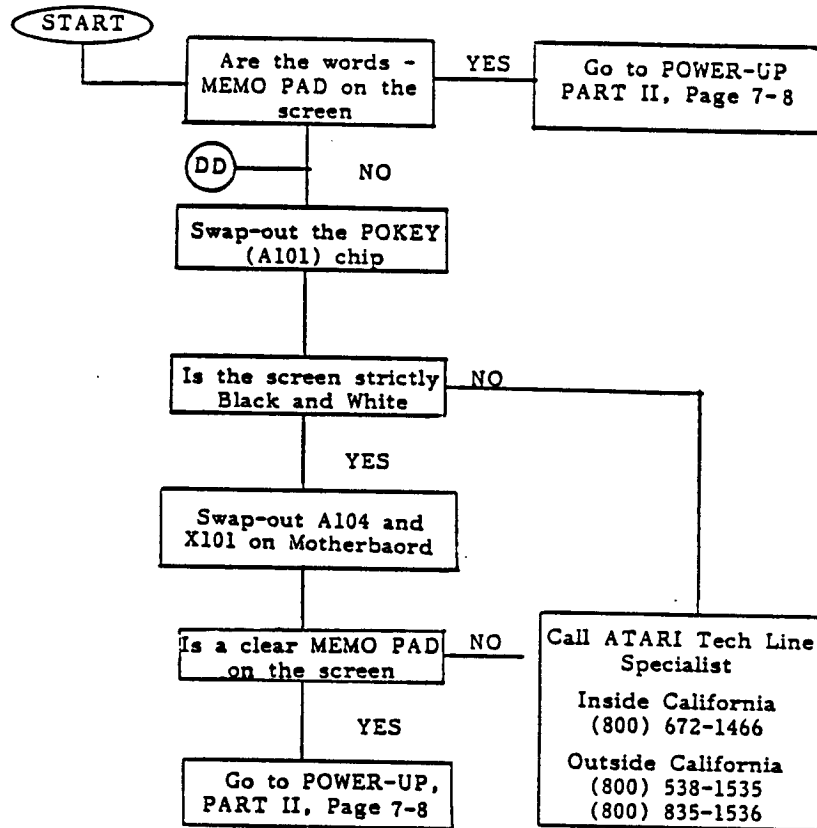 START
Are the words -
MEMO PAD on the
screen
YES
Go to POWER-UP
PART II, Page 7-8
DD
NO
Swap-out the POKEY
(A101) chip
Is the screen strictly
Black and White
NO
YES
Swap-out A104 and
X101 on Motherbaord
Is a clear MEMO PAD
on the screen
NO
Call ATARI Tech Line
Specialist
Inside California
(800) 672-1466
Outside California
(800) 538-1535
(800) 835-1536
YES
Go to POWER-UP,
PART II, Page 7-8